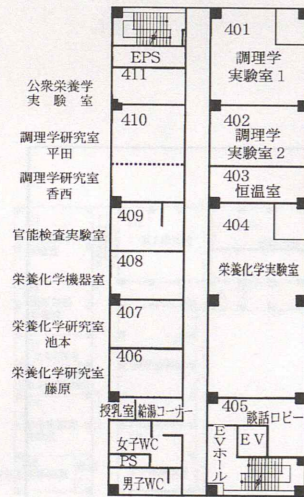 EPS
411
公衆栄養学
実験室
410
調理学研究室
平田
調理学研究室
香西
409
官能検査実験室
408
栄養化学機器室
407
栄養化学研究室
池本
406
栄養化学研究室
藤原
授乳室
給湯コーナー
女子WC
PS
男子WC
401
調理学
実験室1
402
調理学
実験室2
403
恒温室
404
栄養化学実験室
405
談話ロビー
EVホール
EV